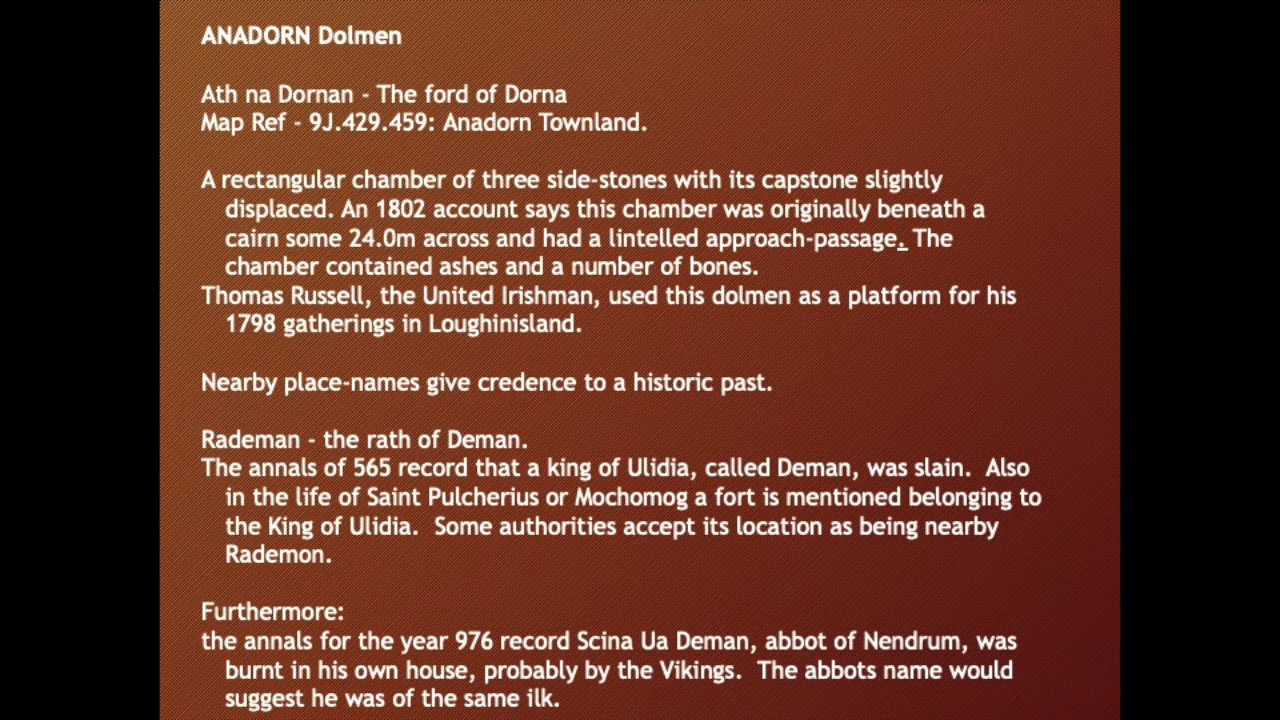 ANADORN Dolmen
Ath na Dornan - The ford of Dorna
Map Ref - 9J.429.459: Anadorn Townland.
A rectangular chamber of three side-stones with its capstone slightly
displaced. An 1802 account says this chamber was originally beneath a
cairn some 24.0m across and had a lintelled approach-passage. The
chamber contained ashes and a number of bones.
Thomas Russell, the United Irishman, used this dolmen as a platform for his
1798 gatherings in Loughinisland.
Nearby place-names give credence to a historic past.
Rademan - the rath of Deman.
The annals of 565 record that a king of Ulidia, called Deman, was slain.  Also
in the life of Saint Pulcherius or Mochomog a fort is mentioned belonging to
the King of Ulidia.  Some authorities accept its location as being nearby
Rademon.
Furthermore:
the annals for the year 976 record Scina Ua Deman, abbot of Nendrum, was
burnt in his own house, probably by the Vikings.  The abbots name would
suggest he was of the same ilk.